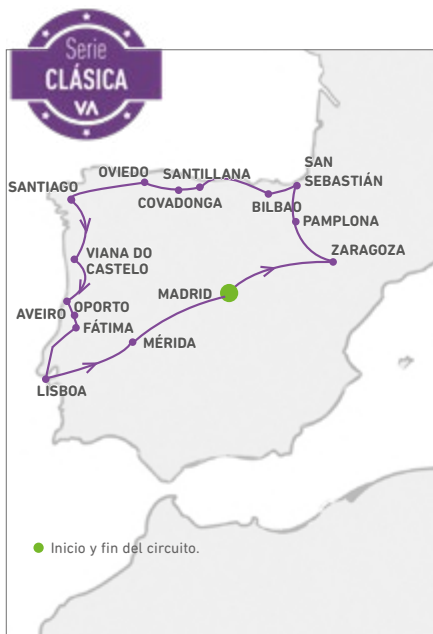 Serie
CLÁSICA
VA
OVIEDO
SANTILLANA
SAN
SEBASTIÁN
SANTIAGO
COVADONGA
BILBAO
PAMPLONA
VIANA DO
CASTELO
ZARAGOZA
MADRID
AVEIRO
OPORTO
FÁTIMA
MÉRIDA
LISBOA
Inicio y fin del circuito.